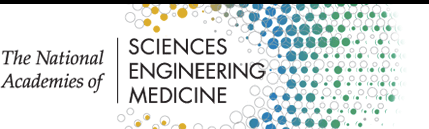 The National
Academies of
SCIENCES
ENGINEERING
MEDICINE